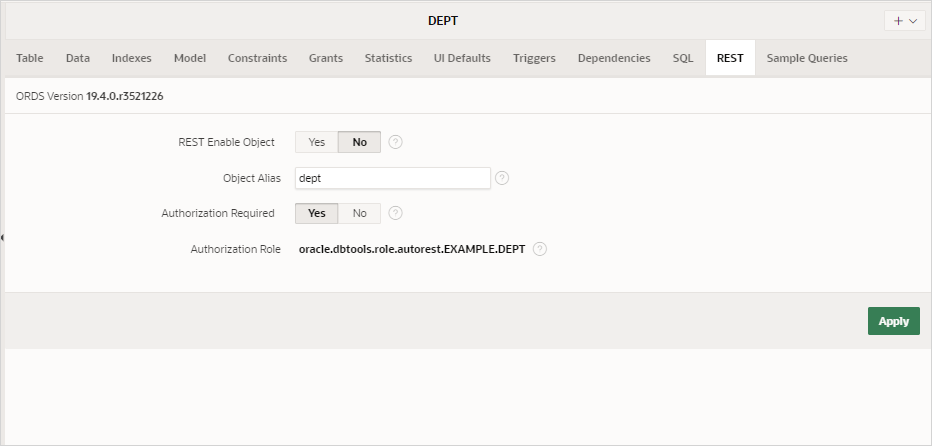 DEPT
+
Table Data Indexes Model Constraints Grants Statistics UI Defaults Triggers Dependencies SQL REST Sample Queries
ORDS Version 19.4.0.r3521226
REST Enable Object Yes No ?
Object Alias dept ?
Authorization Required Yes No ?
Authorization Role oracle.dbtools.role.autorest.EXAMPLE.DEPT ?
Apply